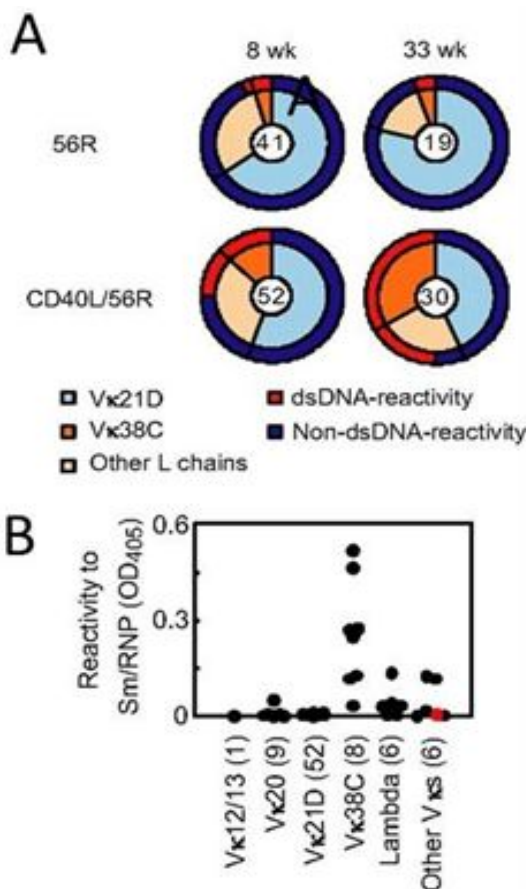 A
8 wk 33 wk
56R 41 19
CD40L/56R 52 30
Vκ21D dsDNA-reactivity
Vκ38C Non-dsDNA-reactivity
Other L chains
B
Reactivity to
Sm/RNP (OD405)
0.6
0.3
0
Vκ12/13 (1)
Vκ20 (9)
Vκ21D (52)
Vκ38C (8)
Lambda (6)
Other Vκs (6)